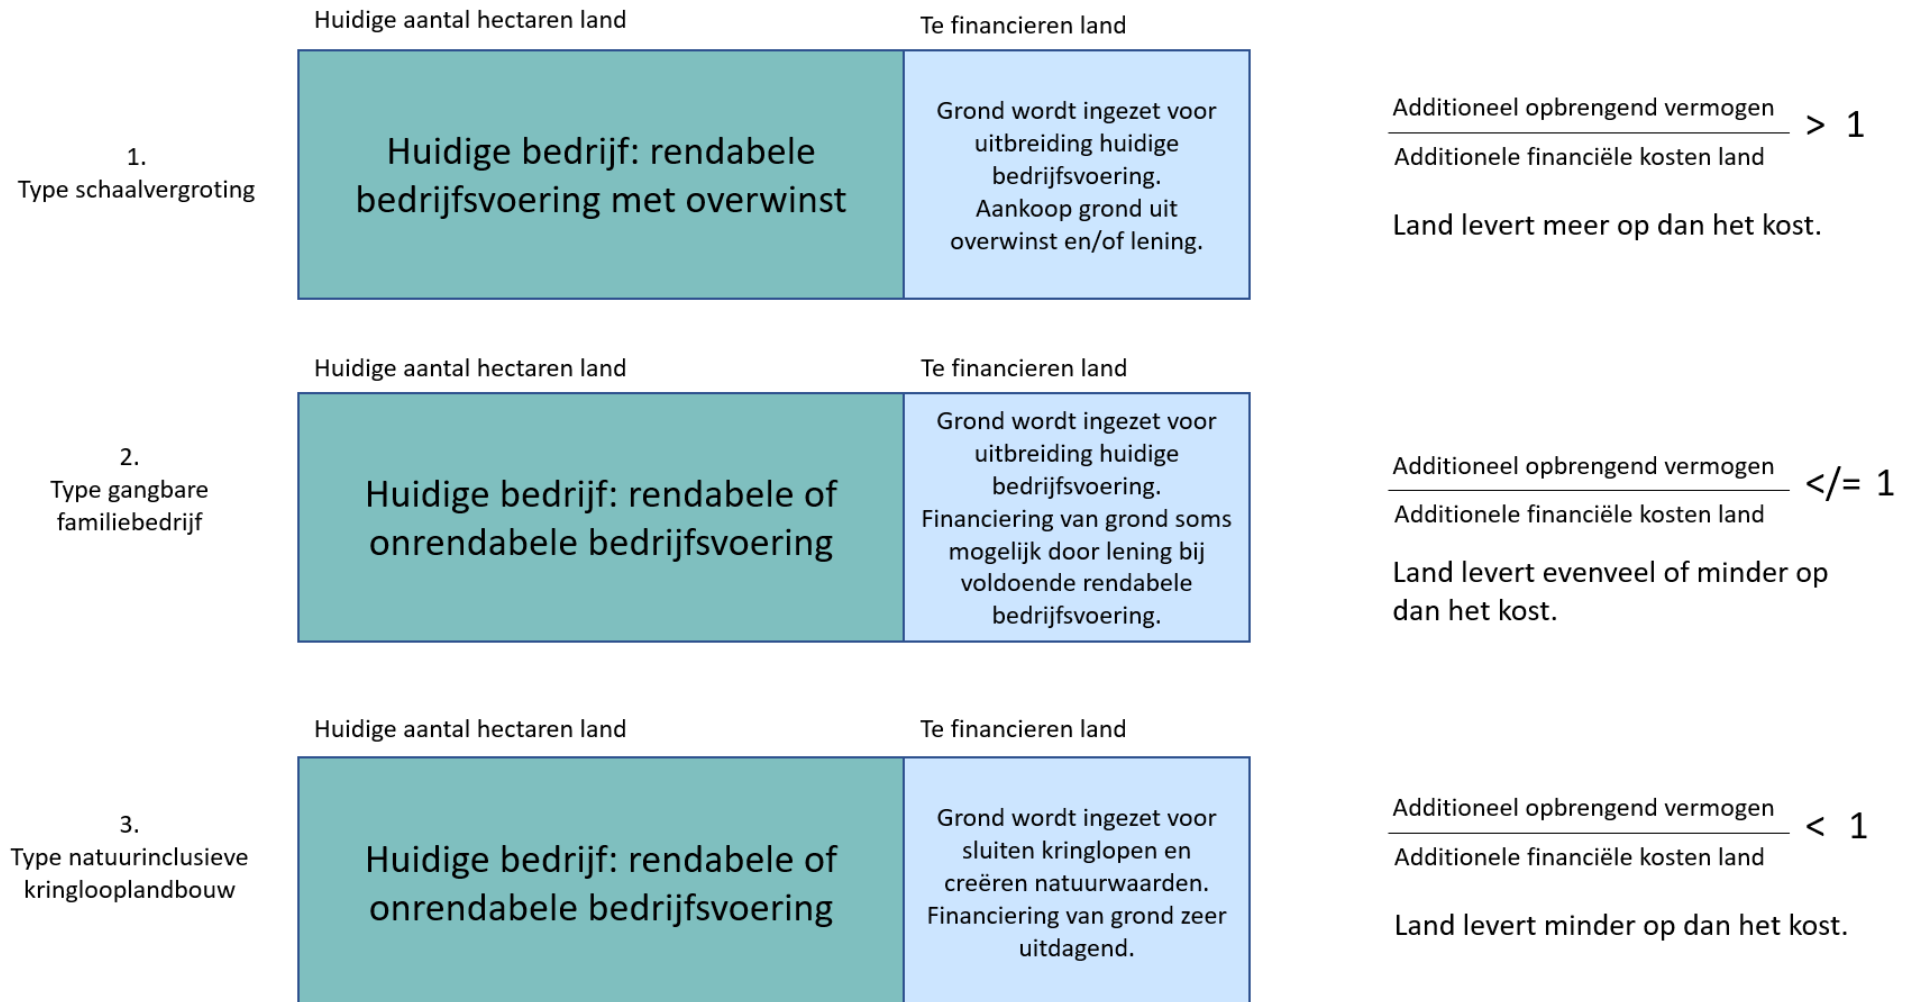 Huidige aantal hectaren land
Te financieren land
1.
Type schaalvergroting
Huidige bedrijf: rendabele
bedrijfsvoering met overwinst
Grond wordt ingezet voor
uitbreiding huidige
bedrijfsvoering.
Aankoop grond uit
overwinst en/of lening.
Additioneel opbrengend vermogen
Additionele financiële kosten land
> 1
Land levert meer op dan het kost.
Huidige aantal hectaren land
Te financieren land
2.
Type gangbare
familiebedrijf
Huidige bedrijf: rendabele of
onrendabele bedrijfsvoering
Grond wordt ingezet voor
uitbreiding huidige
bedrijfsvoering.
Financiering van grond soms
mogelijk door lening bij
voldoende rendabele
bedrijfsvoering.
Additioneel opbrengend vermogen
Additionele financiële kosten land
</= 1
Land levert evenveel of minder op
dan het kost.
Huidige aantal hectaren land
Te financieren land
3.
Type natuurinclusieve
kringlooplandbouw
Huidige bedrijf: rendabele of
onrendabele bedrijfsvoering
Grond wordt ingezet voor
sluiten kringlopen en
creëren natuurwaarden.
Financiering van grond zeer
uitdagend.
Additioneel opbrengend vermogen
Additionele financiële kosten land
< 1
Land levert minder op dan het kost.